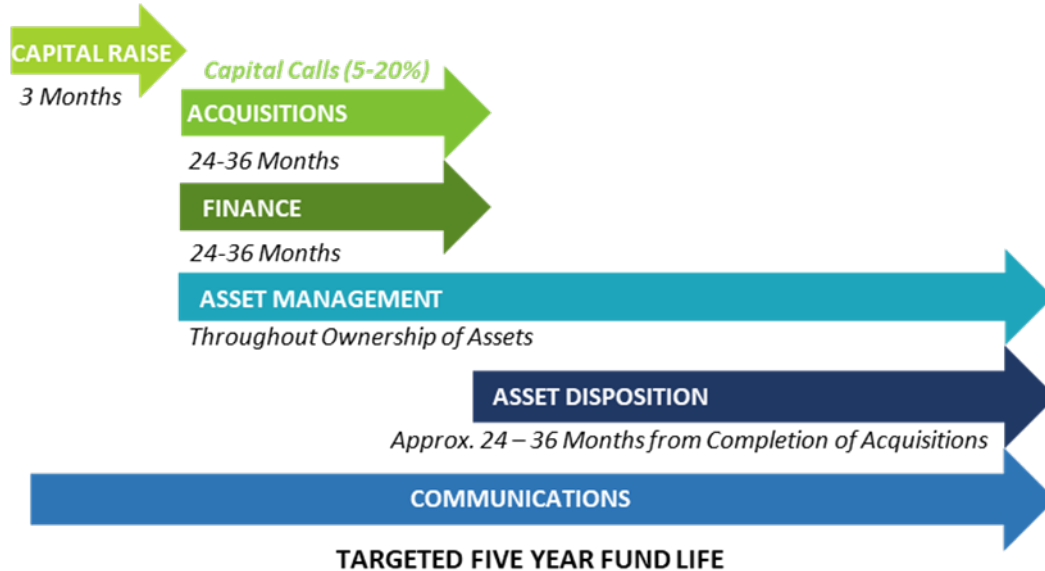 CAPITAL RAISE
3 Months
Capital Calls (5-20%)
ACQUISITIONS
24-36 Months
FINANCE
24-36 Months
ASSET MANAGEMENT
Throughout Ownership of Assets
ASSET DISPOSITION
Approx. 24 – 36 Months from Completion of Acquisitions
COMMUNICATIONS
TARGETED FIVE YEAR FUND LIFE